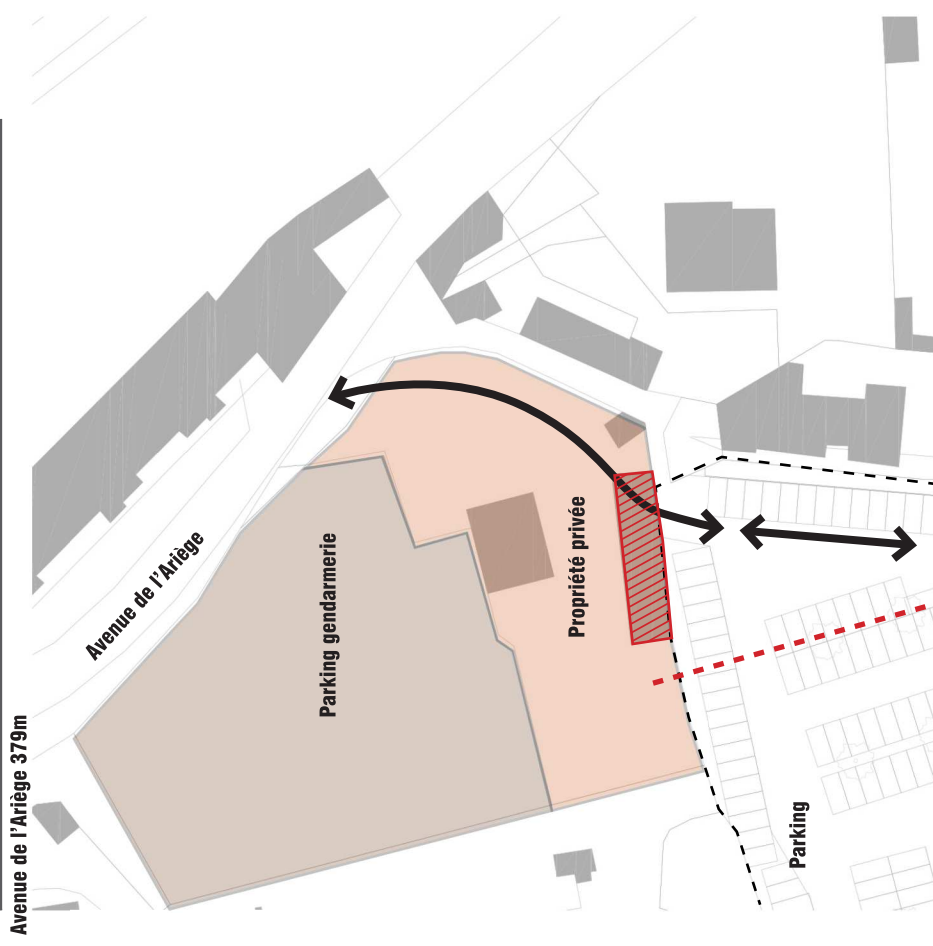 Avenue de l'Ariège 379m
Avenue de l'Ariège
Parking gendarmerie
Propriété privée
Parking